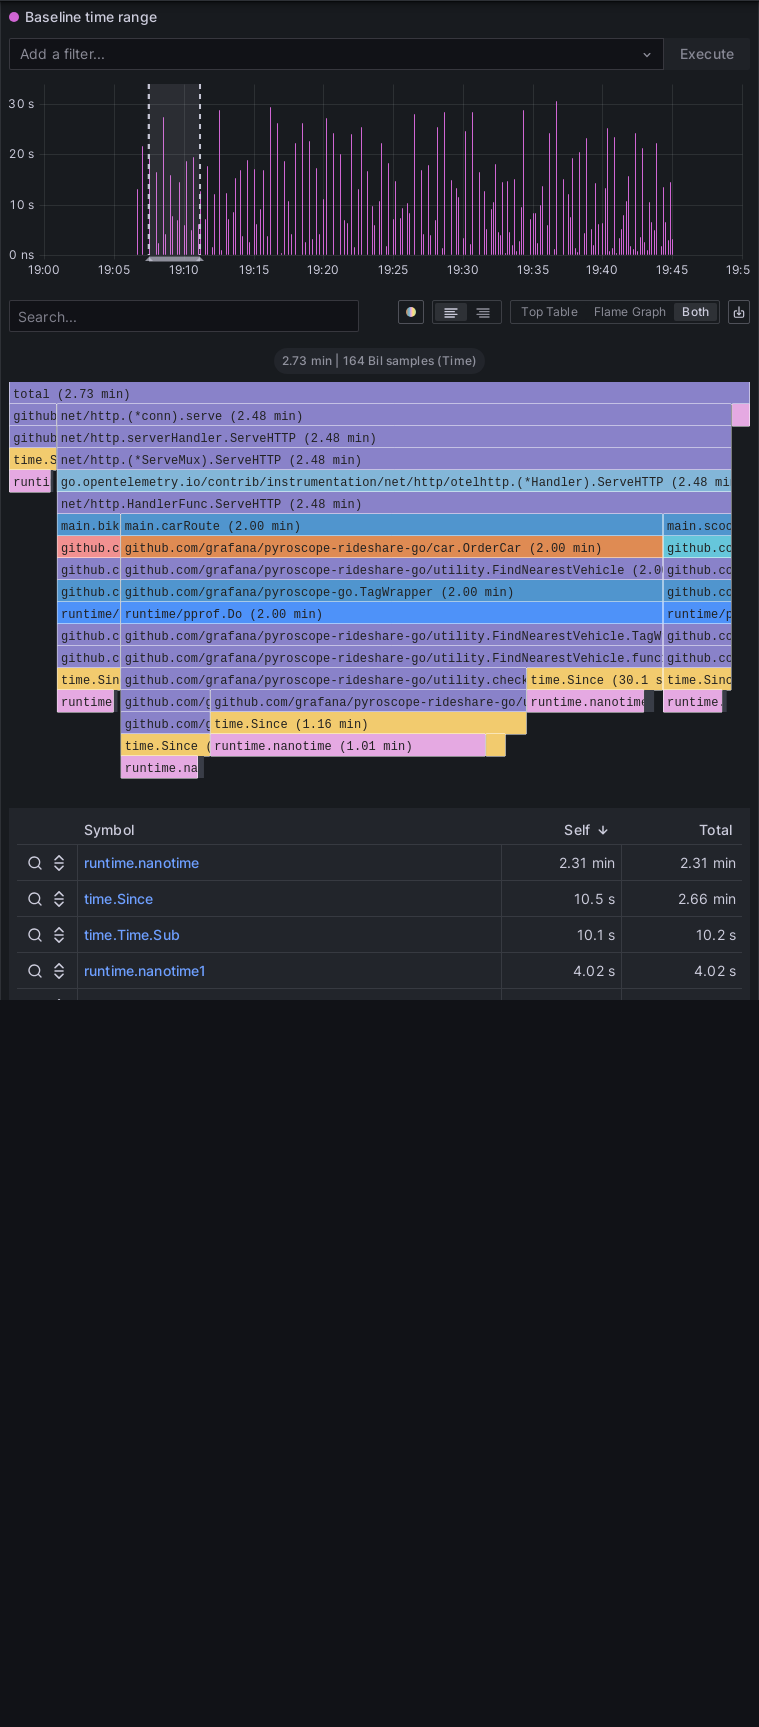 Baseline time range
Add a filter... Execute
30 s
20 s
10 s
0 ns
19:00 19:05 19:10 19:15 19:20 19:25 19:30 19:35 19:40 19:45 19:5
Search... Top Table Flame Graph Both
2.73 min | 164 Bil samples (Time)
total (2.73 min)
github net/http.(*conn).serve (2.48 min)
github net/http.serverHandler.ServeHTTP (2.48 min)
time.S net/http.(*ServeMux).ServeHTTP (2.48 min)
runti go.opentelemetry.io/contrib/instrumentation/net/http/otelhttp.(*Handler).ServeHTTP (2.48 mi
net/http.HandlerFunc.ServeHTTP (2.48 min)
main.bik main.carRoute (2.00 min) main.scoo
github.c github.com/grafana/pyroscope-rideshare-go/car.OrderCar (2.00 min) github.co
github.c github.com/grafana/pyroscope-rideshare-go/utility.FindNearestVehicle (2.0 github.co
github.c github.com/grafana/pyroscope-go.TagWrapper (2.00 min) github.co
runtime/ runtime/pprof.Do (2.00 min) runtime/p
github.c github.com/grafana/pyroscope-rideshare-go/utility.FindNearestVehicle.TagW github.co
github.c github.com/grafana/pyroscope-rideshare-go/utility.FindNearestVehicle.func github.co
time.Sin github.com/grafana/pyroscope-rideshare-go/utility.check time.Since (30.1 s time.Sinc
runtime github.com/g github.com/grafana/pyroscope-rideshare-go/u runtime.nanotime runtime.
github.com/g time.Since (1.16 min)
time.Since ( runtime.nanotime (1.01 min)
runtime.na
Symbol Self Total
runtime.nanotime 2.31 min 2.31 min
time.Since 10.5 s 2.66 min
time.Time.Sub 10.1 s 10.2 s
runtime.nanotime1 4.02 s 4.02 s